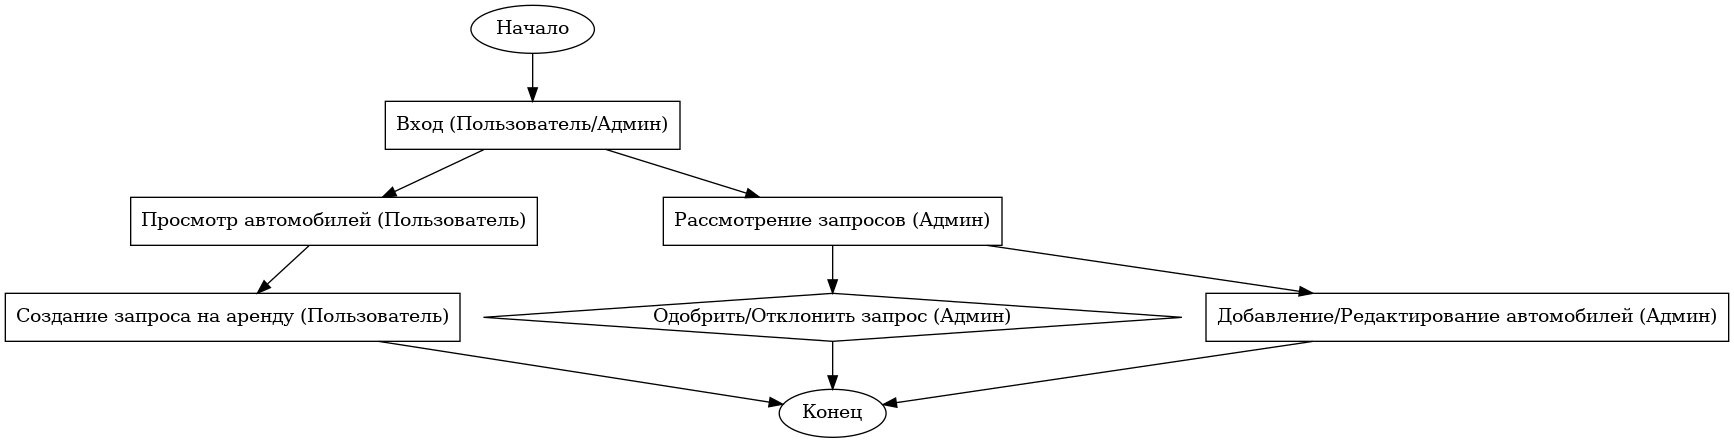 Начало
Вход (Пользователь/Админ)
Просмотр автомобилей (Пользователь)
Рассмотрение запросов (Админ)
Создание запроса на аренду (Пользователь)
Одобрить/Отклонить запрос (Админ)
Добавление/Редактирование автомобилей (Админ)
Конец